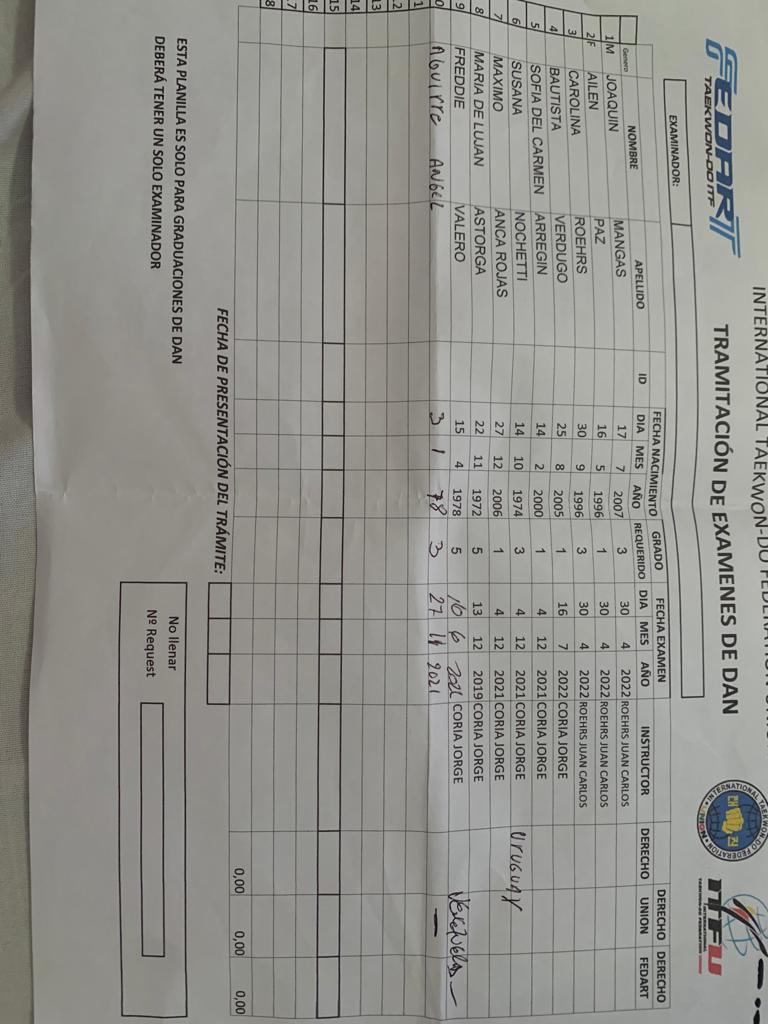 INTERNATIONAL TAEKWON-DO FEDERATION UNION
FEDART
TAEKWON-DO ITF
TRAMITACIÓN DE EXAMENES DE DAN
INTERNATIONAL TAEKWON-DO FEDERATION
UNION
ITFU
INTERNATIONAL
TAEKWON-DO FEDERATION UNION
EXAMINADOR:
FECHA NACIMIENTO GRADO FECHA EXAMEN DERECHO DERECHO
Genero NOMBRE APELLIDO ID DIA MES AÑO REQUERIDO DIA MES AÑO INSTRUCTOR DERECHO UNION FEDART
1 M JOAQUIN MANGAS 17 7 2007 3 30 4 2022 ROEHRS JUAN CARLOS
2 F AILEN PAZ 16 5 1996 1 30 4 2022 ROEHRS JUAN CARLOS
3 CAROLINA ROEHRS 30 9 1996 3 30 4 2022 ROEHRS JUAN CARLOS
4 BAUTISTA VERDUGO 25 8 2005 1 16 7 2022 CORIA JORGE
5 SOFIA DEL CARMEN ARREGIN 14 2 2000 1 4 12 2021 CORIA JORGE
6 SUSANA NOCHETTI 14 10 1974 3 4 12 2021 CORIA JORGE URUGUAY
7 MAXIMO ANCA ROJAS 27 12 2006 1 4 12 2021 CORIA JORGE
8 MARIA DE LUJAN ASTORGA 22 11 1972 5 13 12 2019 CORIA JORGE
9 FREDDIE VALERO 15 4 1978 5 6 CORIA JORGE VENEZUELA
0 AGUIRRE ANGEL 3 1 78 3 27 11 2021
1
12
13
14
15
16
7
8
0,00 0,00 0,00
FECHA DE PRESENTACIÓN DEL TRÁMITE:
ESTA PLANILLA ES SOLO PARA GRADUACIONES DE DAN
DEBERÁ TENER UN SOLO EXAMINADOR
No llenar
Nº Request